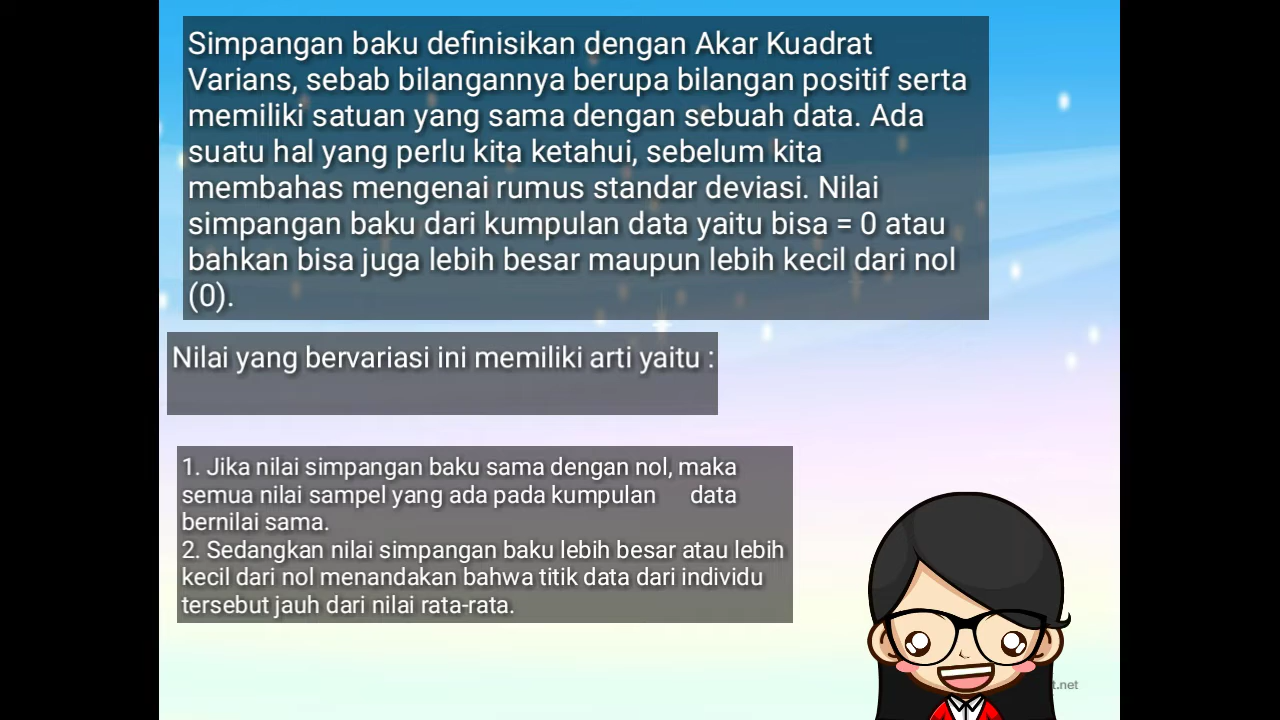 Simpangan baku definisikan dengan Akar Kuadrat
Varians, sebab bilangannya berupa bilangan positif serta
memiliki satuan yang sama dengan sebuah data. Ada
suatu hal yang perlu kita ketahui, sebelum kita
membahas mengenai rumus standar deviasi. Nilai
simpangan baku dari kumpulan data yaitu bisa = 0 atau
bahkan bisa juga lebih besar maupun lebih kecil dari nol
(0).
Nilai yang bervariasi ini memiliki arti yaitu :
1. Jika nilai simpangan baku sama dengan nol, maka
semua nilai sampel yang ada pada kumpulan data
bernilai sama.
2. Sedangkan nilai simpangan baku lebih besar atau lebih
kecil dari nol menandakan bahwa titik data dari individu
tersebut jauh dari nilai rata-rata.
t.net